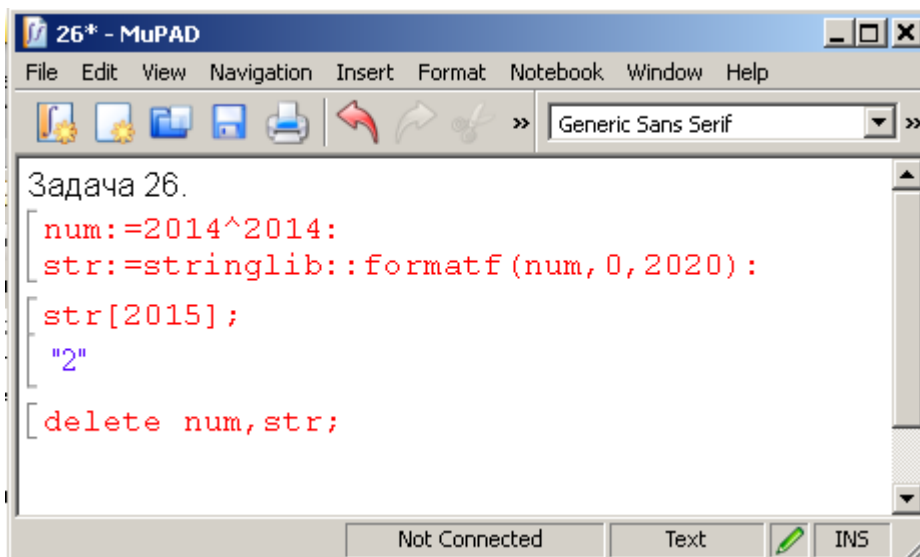 26* - MuPAD
File Edit View Navigation Insert Format Notebook Window Help
» Generic Sans Serif »
Задача 26.
num:=2014^2014:
str:=stringlib::formatf(num,0,2020):
str[2015];
"2"
delete num,str;
Not Connected Text INS